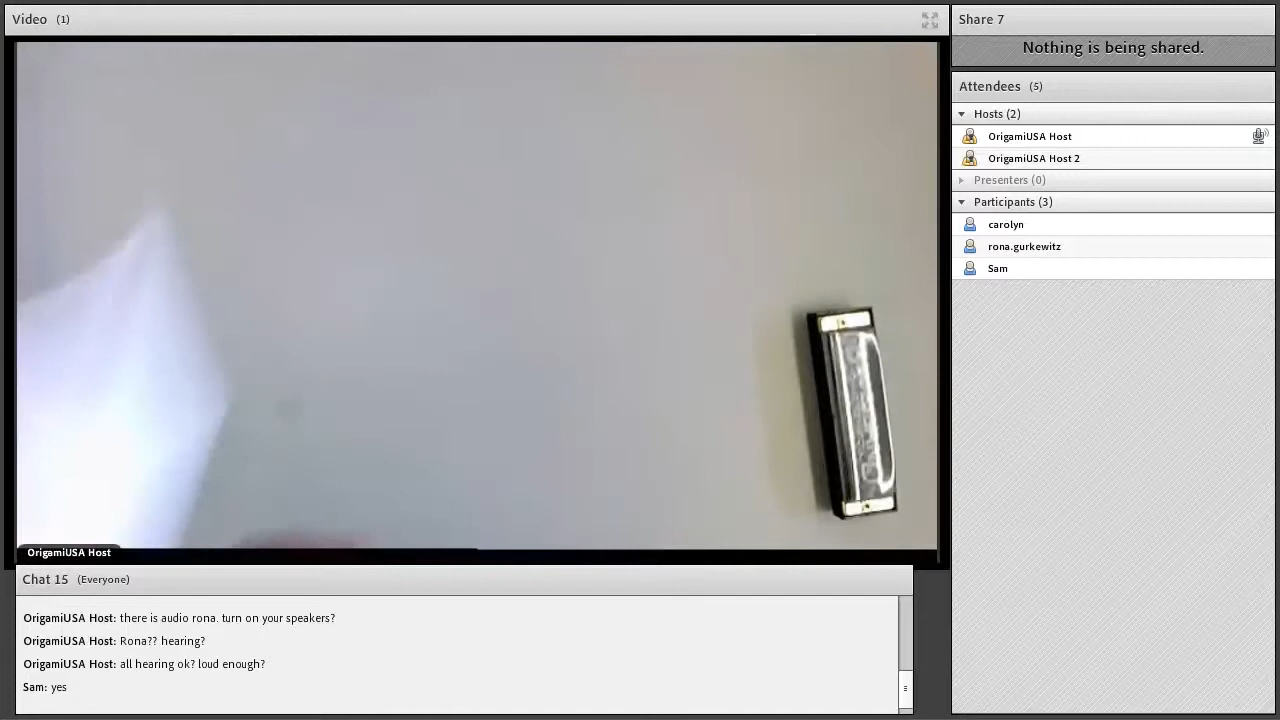 Video (1)
Share 7
Nothing is being shared.
Attendees (5)
Hosts (2)
OrigamiUSA Host
OrigamiUSA Host 2
Presenters (0)
Participants (3)
carolyn
rona.gurkewitz
Sam
OrigamiUSA Host
Chat 15 (Everyone)
OrigamiUSA Host: there is audio rona. turn on your speakers?
OrigamiUSA Host: Rona?? hearing?
OrigamiUSA Host: all hearing ok? loud enough?
Sam: yes